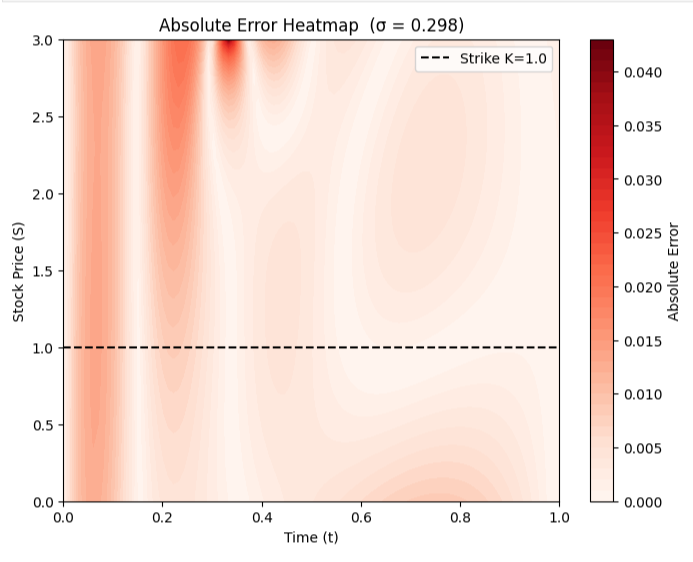 Absolute Error Heatmap (σ = 0.298)
Strike K=1.0
3.0
2.5
2.0
1.5
1.0
0.5
0.0
Stock Price (S)
0.0 0.2 0.4 0.6 0.8 1.0
Time (t)
0.040
0.035
0.030
0.025
0.020
0.015
0.010
0.005
0.000
Absolute Error